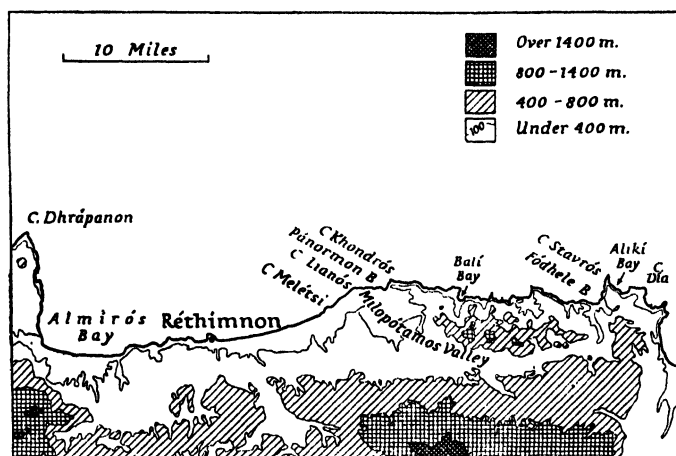 10 Miles
Over 1400 m.
800-1400 m.
400-800 m.
100
Under 400 m.
C. Dhrápanon
C Khondrós
Pánormon B
C Lianós
C Melétsi
Balí
Bay
C Stavrós
Fódhele B
Alikí
Bay
C.
Día
Almirós
Bay
Réthimnon
Milopótamos Valley